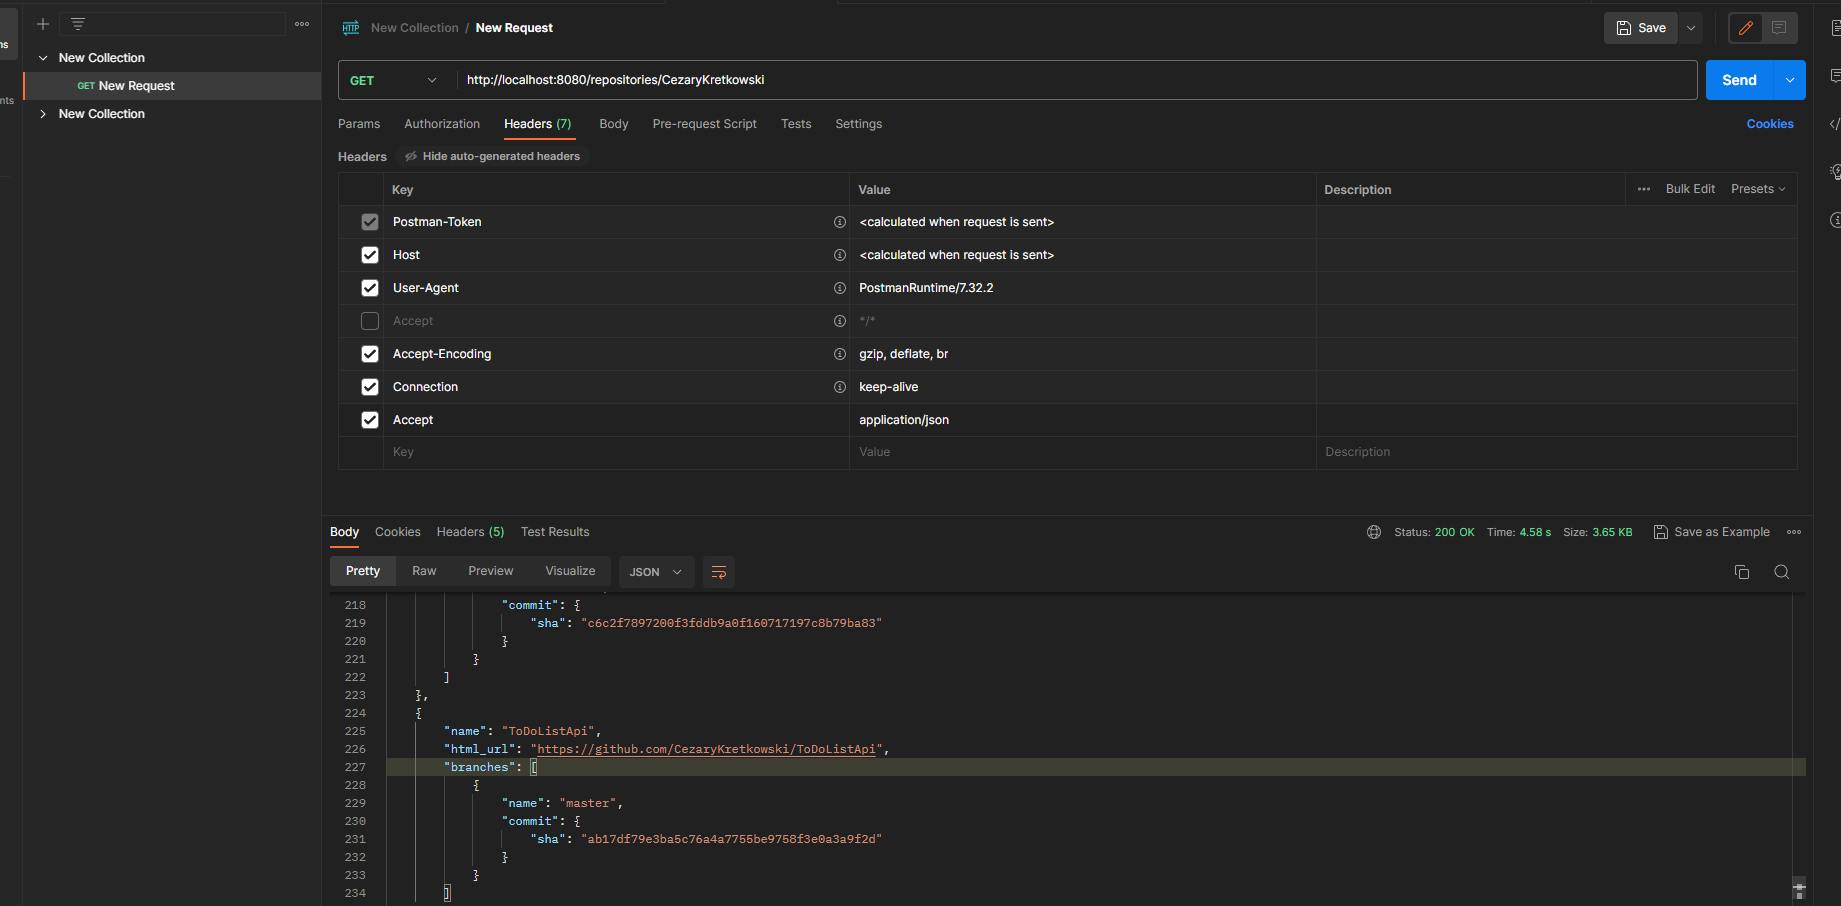 HTTP New Collection / New Request
Save
New Collection
GET New Request
New Collection
ns
nts
GET http://localhost:8080/repositories/CezaryKretkowski
Send
Params Authorization Headers (7) Body Pre-request Script Tests Settings
Cookies
Headers Hide auto-generated headers
Key Value Description Bulk Edit Presets
Postman-Token <calculated when request is sent>
Host <calculated when request is sent>
User-Agent PostmanRuntime/7.32.2
Accept */*
Accept-Encoding gzip, deflate, br
Connection keep-alive
Accept application/json
Key Value Description
Body Cookies Headers (5) Test Results
Status: 200 OK Time: 4.58 s Size: 3.65 KB Save as Example
Pretty Raw Preview Visualize JSON
218 "commit": {
219 "sha": "c6c2f7897200f3fddb9a0f160717197c8b79ba83"
220 }
221 }
222 ]
223 },
224 {
225 "name": "ToDoListApi",
226 "html_url": "https://github.com/CezaryKretkowski/ToDoListApi",
227 "branches": [
228 {
229 "name": "master",
230 "commit": {
231 "sha": "ab17df79e3ba5c76a4a7755be9758f3e0a3a9f2d"
232 }
233 }
234 ]